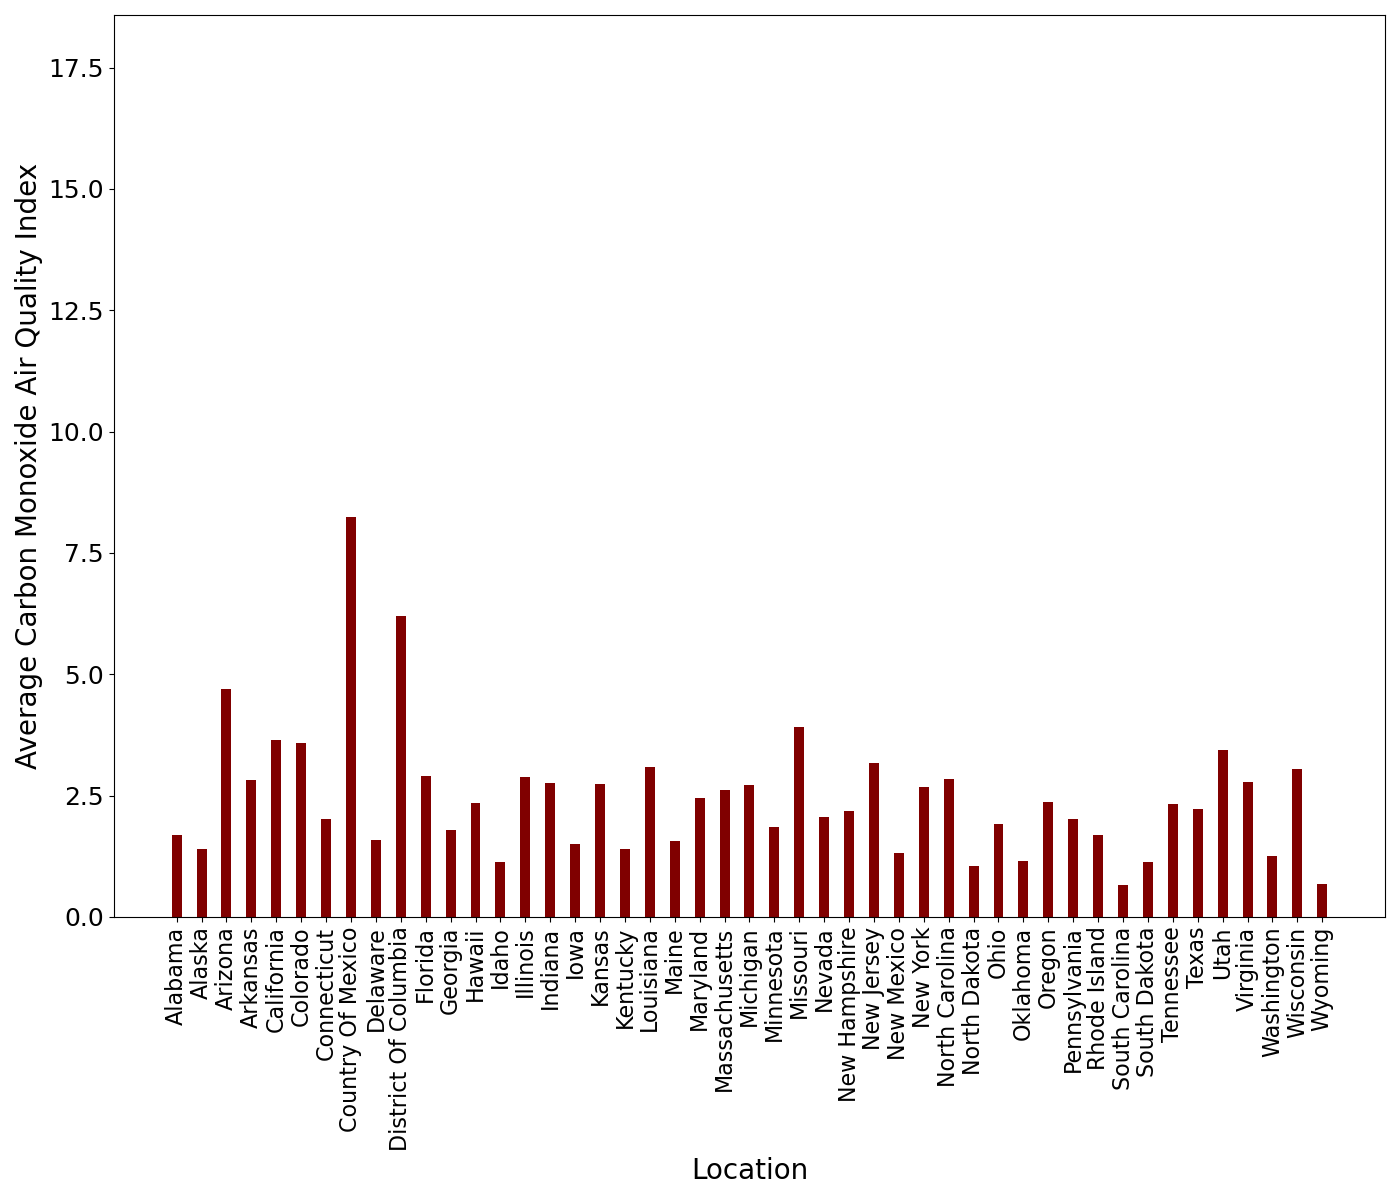 Average Carbon Monoxide Air Quality Index
17.5
15.0
12.5
10.0
7.5
5.0
2.5
0.0
Alabama
Alaska
Arizona
Arkansas
California
Colorado
Connecticut
Country Of Mexico
Delaware
District Of Columbia
Florida
Georgia
Hawaii
Idaho
Illinois
Indiana
Iowa
Kansas
Kentucky
Louisiana
Maine
Maryland
Massachusetts
Michigan
Minnesota
Missouri
Nevada
New Hampshire
New Jersey
New Mexico
New York
North Carolina
North Dakota
Ohio
Oklahoma
Oregon
Pennsylvania
Rhode Island
South Carolina
South Dakota
Tennessee
Texas
Utah
Virginia
Washington
Wisconsin
Wyoming
Location